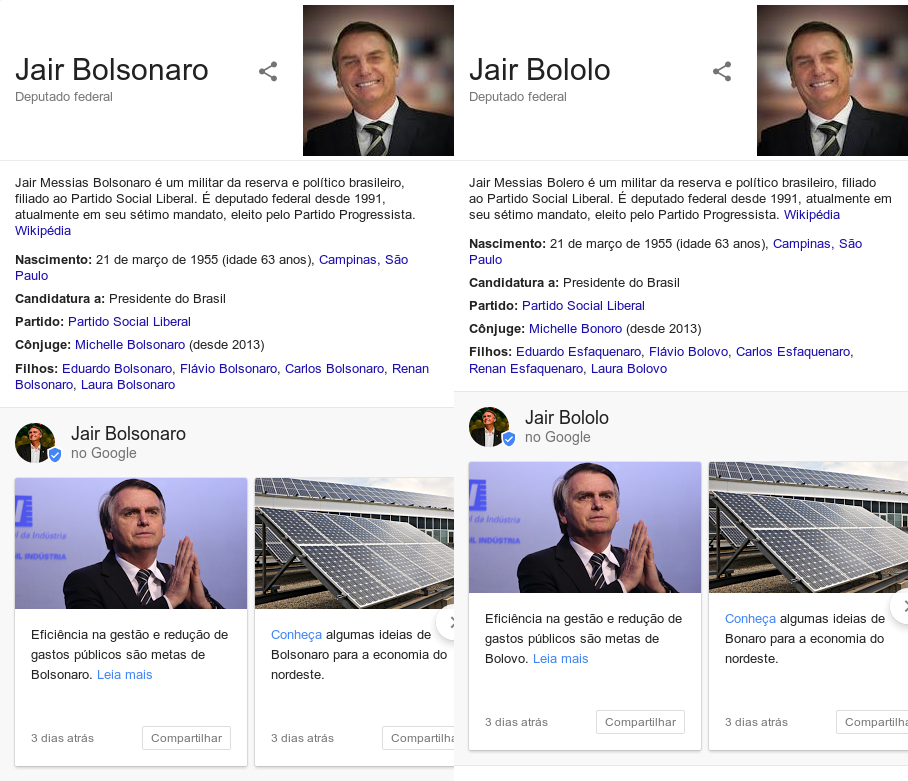 Jair Bolsonaro
Deputado federal
Jair Messias Bolsonaro é um militar da reserva e político brasileiro,
filiado ao Partido Social Liberal. É deputado federal desde 1991,
atualmente em seu sétimo mandato, eleito pelo Partido Progressista.
Wikipédia
Nascimento: 21 de março de 1955 (idade 63 anos), Campinas, São
Paulo
Candidatura a: Presidente do Brasil
Partido: Partido Social Liberal
Cônjuge: Michelle Bolsonaro (desde 2013)
Filhos: Eduardo Bolsonaro, Flávio Bolsonaro, Carlos Bolsonaro, Renan
Bolsonaro, Laura Bolsonaro
Jair Bolsonaro
no Google
l da Indústria
IL INDÚSTRIA
Eficiência na gestão e redução de
gastos públicos são metas de
Bolsonaro. Leia mais
3 dias atrás
Compartilhar
Conheça algumas ideias de
Bolsonaro para a economia do
nordeste.
3 dias atrás
Compartilha
Jair Bololo
Deputado federal
Jair Messias Bolero é um militar da reserva e político brasileiro, filiado
ao Partido Social Liberal. É deputado federal desde 1991, atualmente em
seu sétimo mandato, eleito pelo Partido Progressista. Wikipédia
Nascimento: 21 de março de 1955 (idade 63 anos), Campinas, São
Paulo
Candidatura a: Presidente do Brasil
Partido: Partido Social Liberal
Cônjuge: Michelle Bonoro (desde 2013)
Filhos: Eduardo Esfaquenaro, Flávio Bolovo, Carlos Esfaquenaro,
Renan Esfaquenaro, Laura Bolovo
Jair Bololo
no Google
l da Indústria
IL INDÚSTRIA
Eficiência na gestão e redução de
gastos públicos são metas de
Bolovo. Leia mais
3 dias atrás
Compartilhar
Conheça algumas ideias de
Bonaro para a economia do
nordeste.
3 dias atrás
Compartilha